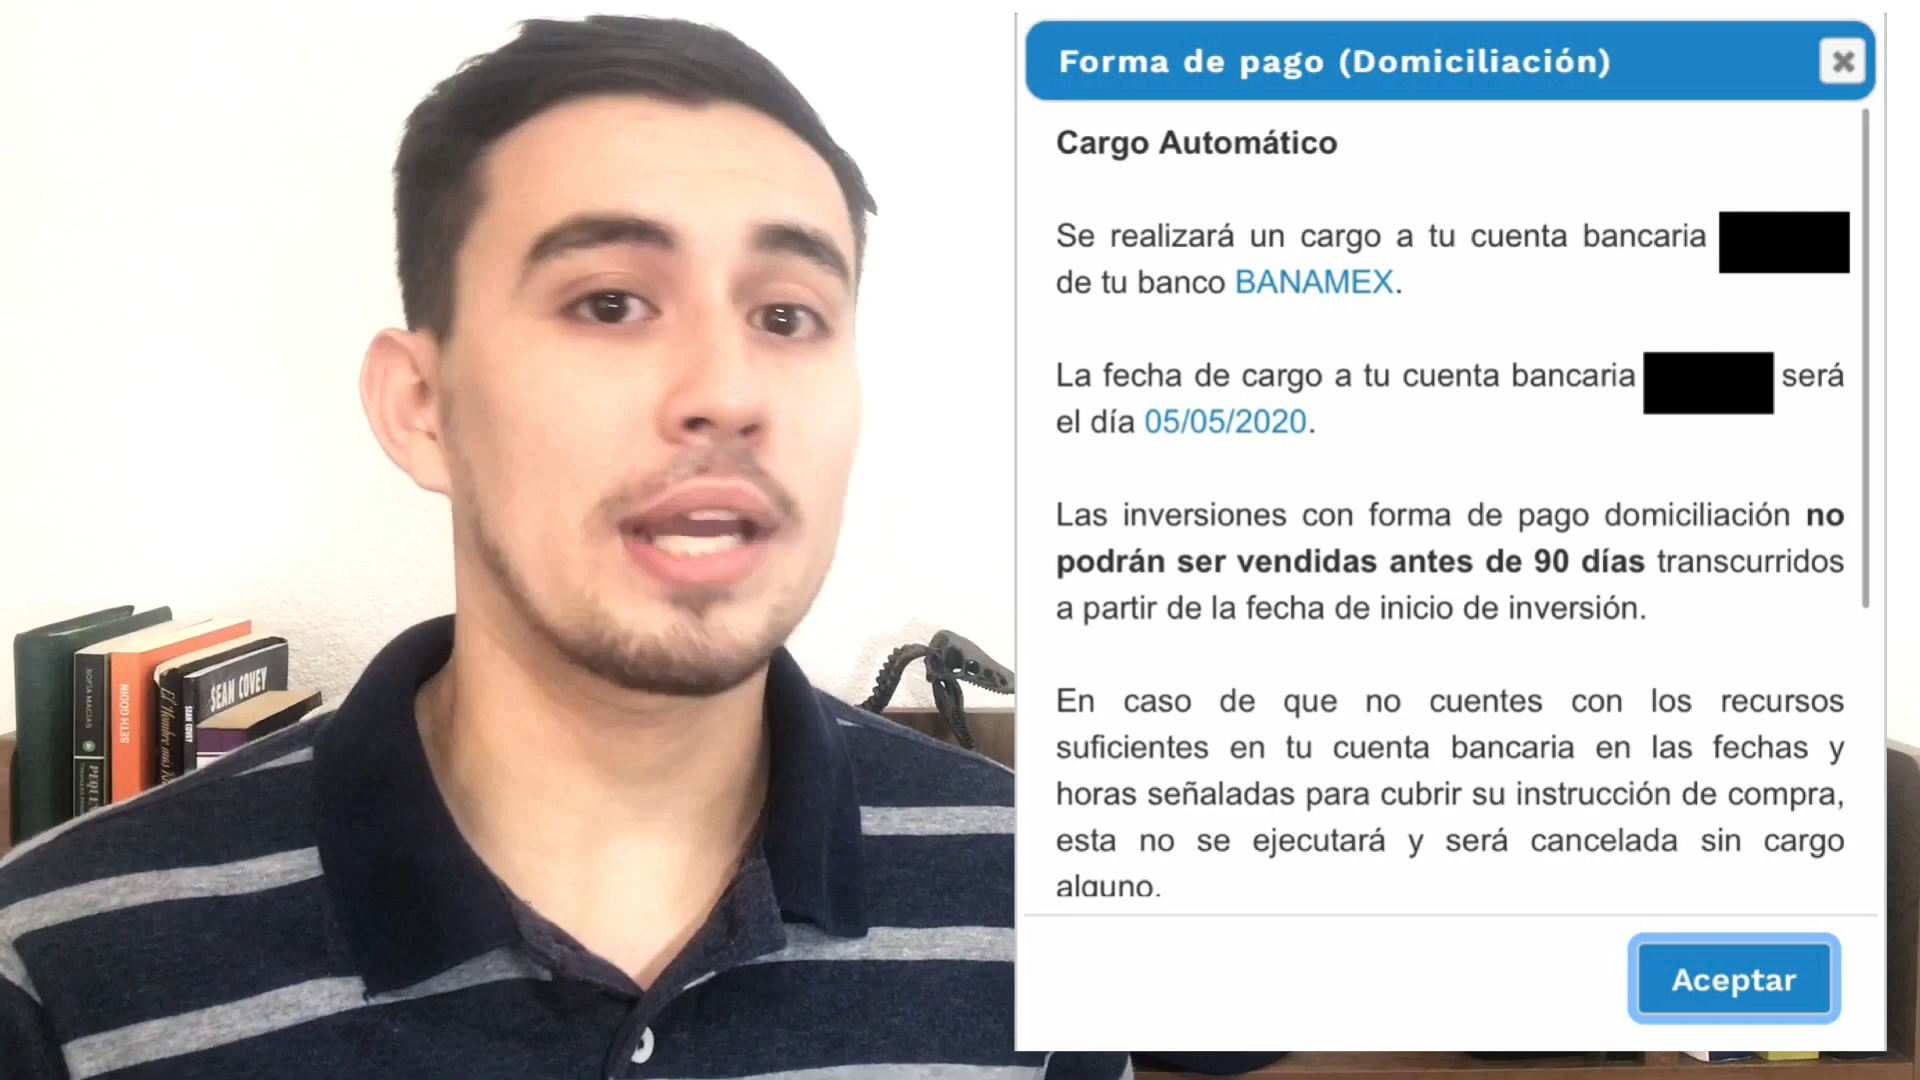 Forma de pago (Domiciliación)
Cargo Automático
Se realizará un cargo a tu cuenta bancaria
de tu banco BANAMEX.
La fecha de cargo a tu cuenta bancaria será
el día 05/05/2020.
Las inversiones con forma de pago domiciliación no
podrán ser vendidas antes de 90 días transcurridos
a partir de la fecha de inicio de inversión.
En caso de que no cuentes con los recursos
suficientes en tu cuenta bancaria en las fechas y
horas señaladas para cubrir su instrucción de compra,
esta no se ejecutará y será cancelada sin cargo
alguno.
Aceptar
SOFÍA MACÍAS
SETH GODIN
SEAN COVEY
SEAN COVEY